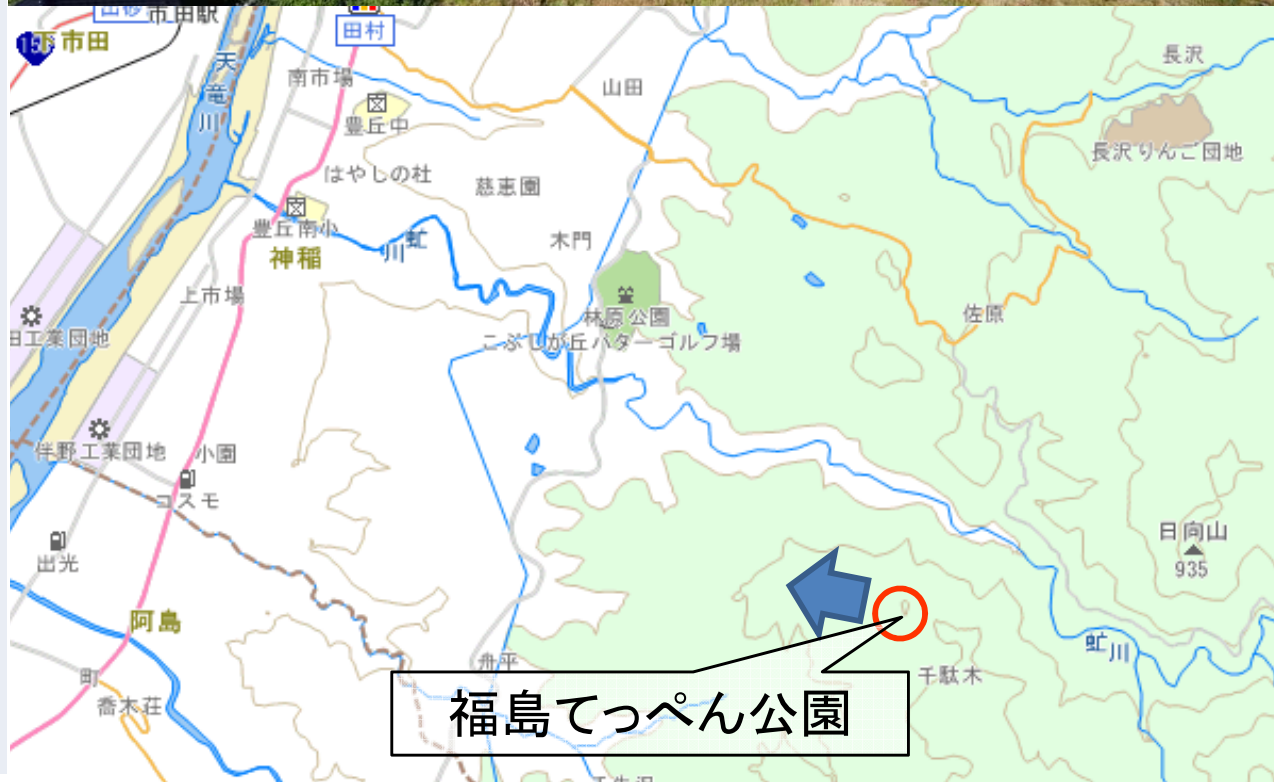 市田駅
下市田
田村
天竜川
南市場
豊丘中
山田
長沢
長沢りんご団地
はやしの杜
慈恵園
豊丘南小
神稲
虻川
木門
上市場
林原公園
こぶしが丘パターゴルフ場
佐原
田工業団地
伴野工業団地
小園
コスモ
出光
日向山
935
阿島
町
喬木荘
舟平
千駄木
虻川
福島てっぺん公園